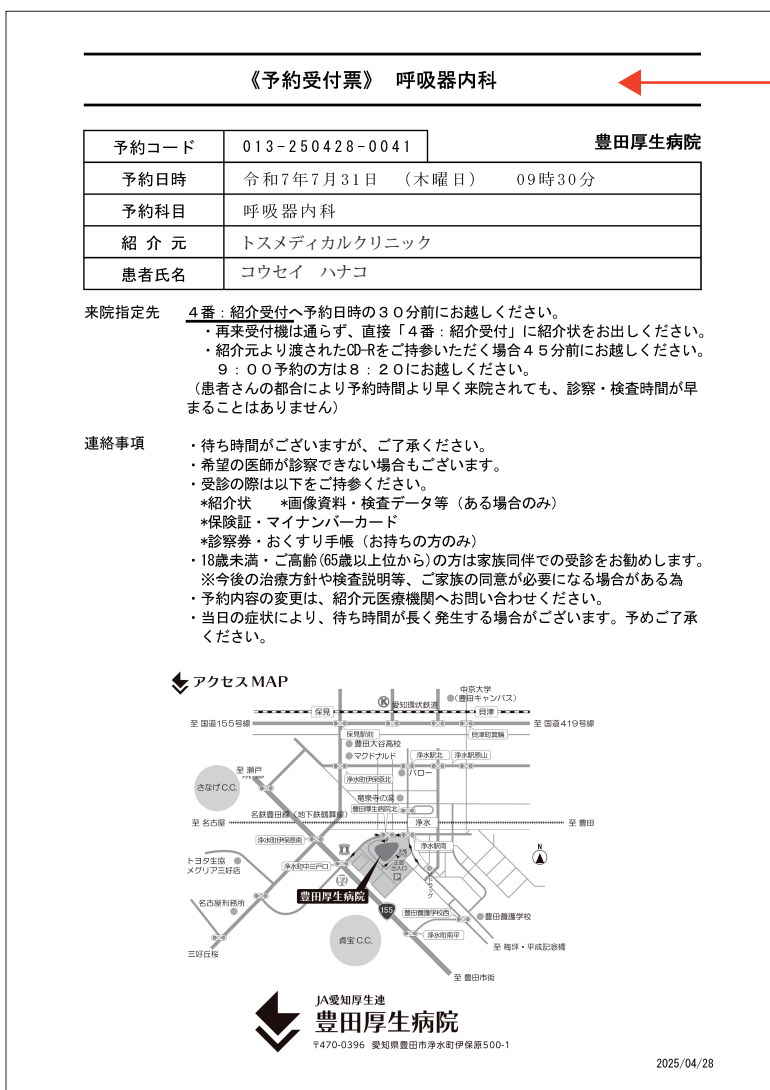 《予約受付票》 呼吸器内科
予約コード 013-250428-0041
豊田厚生病院
予約日時 令和7年7月31日 (木曜日) 09時30分
予約科目 呼吸器内科
紹介元 トスメディカルクリニック
患者氏名 コウセイ ハナコ
来院指定先 4番：紹介受付へ予約日時の30分前にお越しください。
・再来受付機は通らず、直接「4番：紹介受付」に紹介状をお出しください。
・紹介元より渡されたCD-Rをご持参いただく場合45分前にお越しください。
9：00予約の方は8：20にお越しください。
(患者さんの都合により予約時間より早く来院されても、診察・検査時間が早
まることはありません)
連絡事項 ・待ち時間がございますが、ご了承ください。
・希望の医師が診察できない場合もございます。
・受診の際は以下をご持参ください。
*紹介状 *画像資料・検査データ等（ある場合のみ）
*保険証・マイナンバーカード
*診察券・おくすり手帳（お持ちの方のみ）
・18歳未満・ご高齢(65歳以上位から)の方は家族同伴での受診をお勧めします。
※今後の治療方針や検査説明等、ご家族の同意が必要になる場合がある為
・予約内容の変更は、紹介元医療機関へお問い合わせください。
・当日の症状により、待ち時間が長く発生する場合がございます。予めご了承
ください。
アクセスMAP
中京大学
(豊田キャンパス)
愛知環状鉄道
保見
貝津
至 国道155号線
至 国道419号線
保見駅前
貝津町箕輪
豊田大谷高校
マクドナルド
浄水駅北
浄水駅原山
至 瀬戸
浄水町伊保原北
バロー
さなげC.C.
竜泉寺の湯
豊田厚生病院北
名鉄豊田線（地下鉄鶴舞線）
至 名古屋
浄水
至 豊田
浄水町伊保原南
浄水駅南
N
トヨタ生協
メグリア三好店
浄水町中三戸口
正面
出入口
P
豊田厚生病院
名古屋刑務所
155
豊田養護学校西
豊田養護学校
貞宝C.C.
浄水町南平
三好丘桜
至 梅坪・平成記念橋
至 豊田市街
JA愛知厚生連
豊田厚生病院
〒470-0396 愛知県豊田市浄水町伊保原500-1
2025/04/28